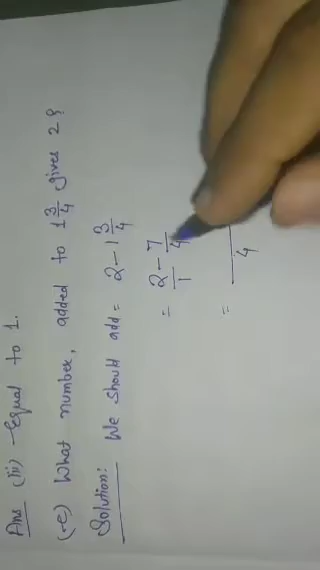 Ans (iii) Equal to 1.
(e) What number, added to 1 3/4 gives 2?
Solution: We should add = 2 - 1 3/4
= 2/1 - 7/4
= /4